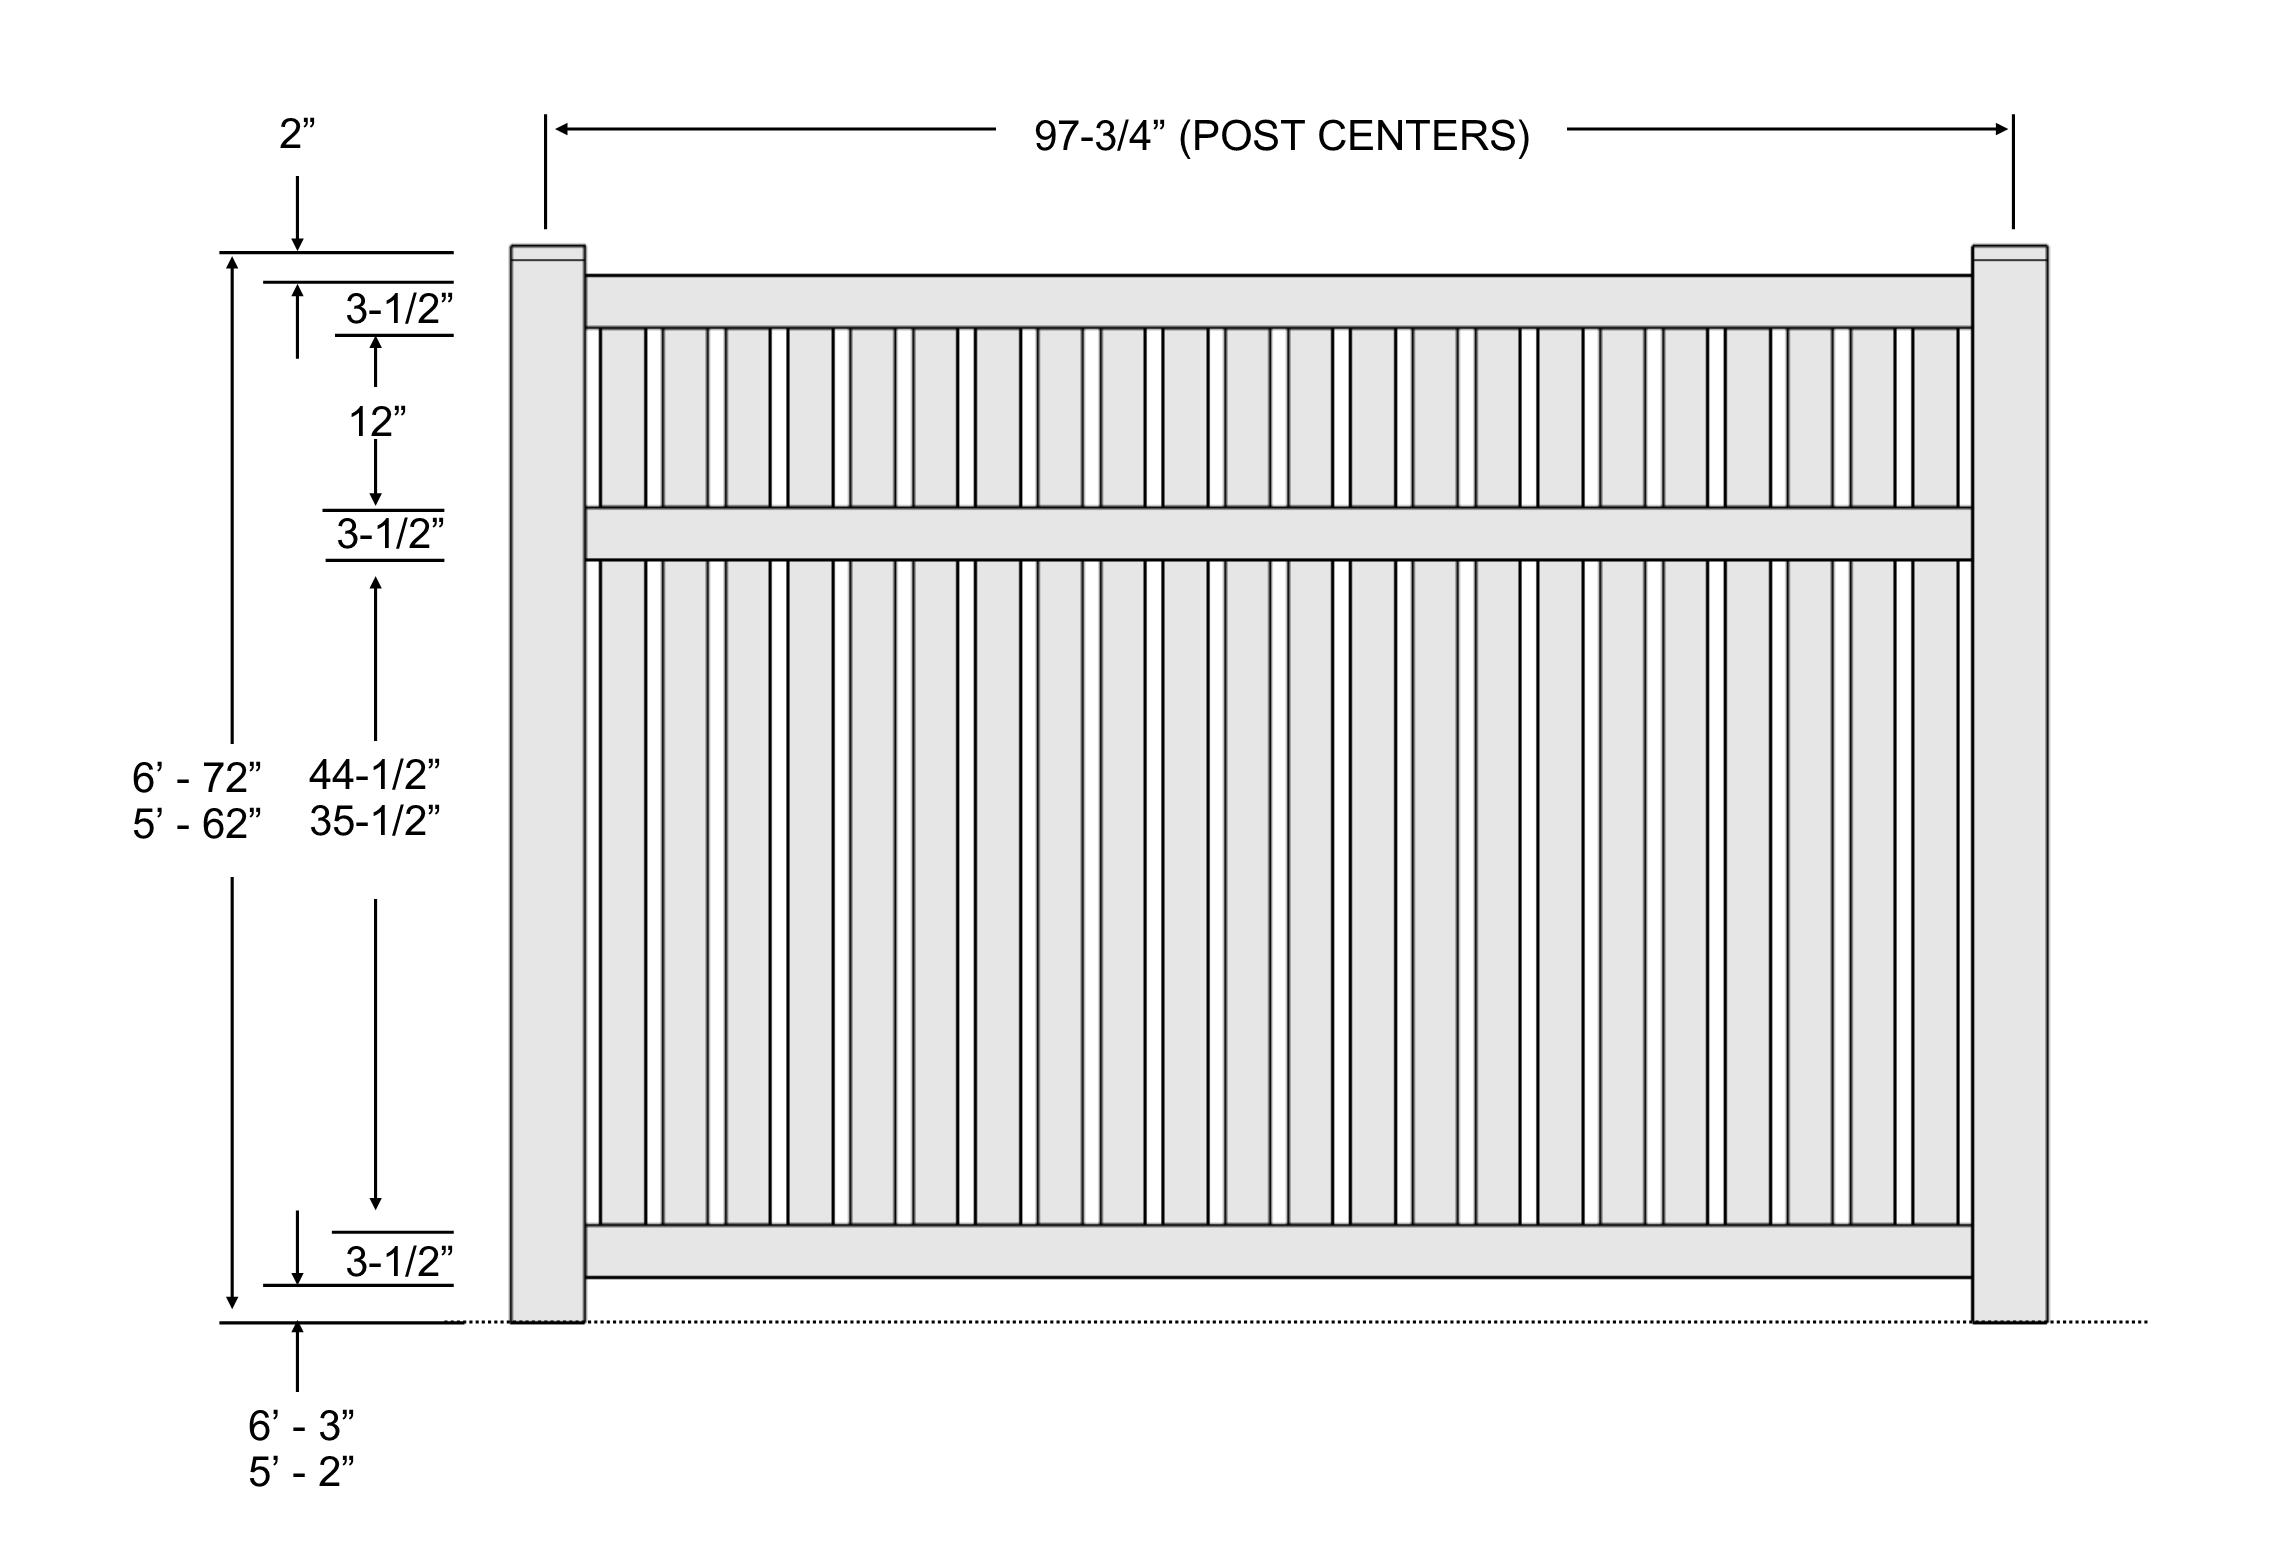 2”
97-3/4” (POST CENTERS)
3-1/2”
12”
3-1/2”
6’ - 72”
5’ - 62”
44-1/2”
35-1/2”
3-1/2”
6’ - 3”
5’ - 2”